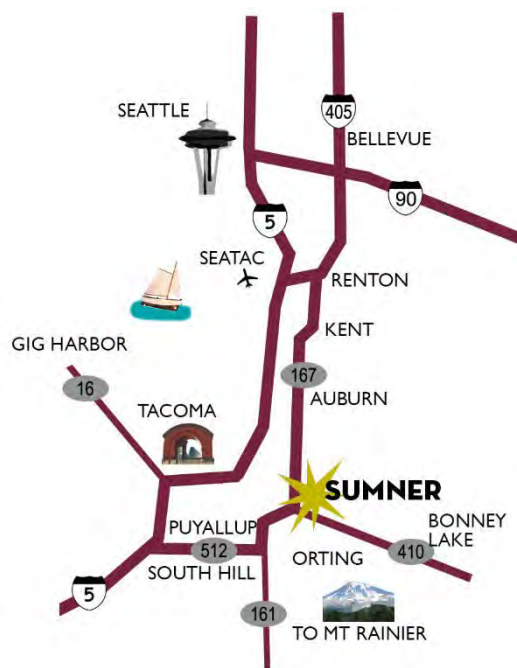 405
SEATTLE
BELLEVUE
90
5
SEATAC
RENTON
KENT
GIG HARBOR
167
16
AUBURN
TACOMA
SUMNER
PUYALLUP
BONNEY
LAKE
512
410
ORTING
SOUTH HILL
5
161
TO MT RAINIER